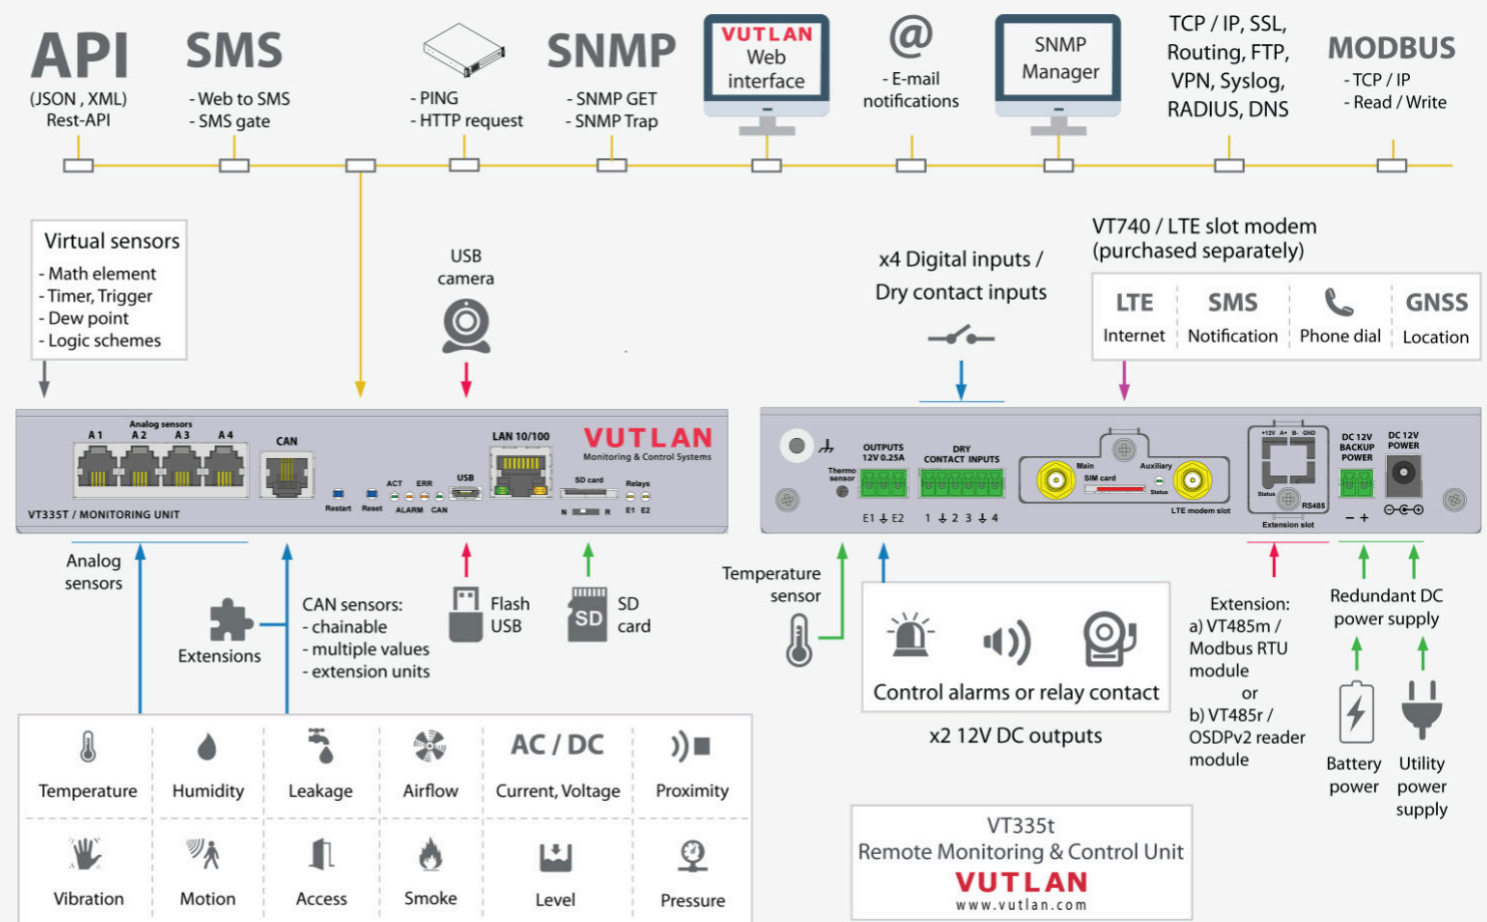 API
(JSON , XML)
Rest-API
SMS
- Web to SMS
- SMS gate
- PING
- HTTP request
SNMP
- SNMP GET
- SNMP Trap
VUTLAN
Web
interface
@
- E-mail
notifications
SNMP
Manager
TCP / IP, SSL,
Routing, FTP,
VPN, Syslog,
RADIUS, DNS
MODBUS
- TCP / IP
- Read / Write
Virtual sensors
- Math element
- Timer, Trigger
- Dew point
- Logic schemes
USB
camera
x4 Digital inputs /
Dry contact inputs
VT740 / LTE slot modem
(purchased separately)
LTE
Internet
SMS
Notification
Phone dial
GNSS
Location
Analog sensors
A 1 A 2 A 3 A 4
CAN
ACT ERR
ALARM CAN
Restart Reset
USB
LAN 10/100
VUTLAN
Monitoring & Control Systems
SD card
N R
Relays
E1 E2
VT335T / MONITORING UNIT
Thermo
sensor
OUTPUTS
12V 0.25A
E1 E2
DRY
CONTACT INPUTS
1 2 3 4
Main
SIM card
Auxiliary
Status
LTE modem slot
+12V A+ B- GND
Status
RS485
Extension slot
DC 12V
BACKUP
POWER
− +
DC 12V
POWER
Analog
sensors
Extensions
CAN sensors:
- chainable
- multiple values
- extension units
Flash
USB
SD
SD
card
Temperature
sensor
Control alarms or relay contact
x2 12V DC outputs
Extension:
a) VT485m /
Modbus RTU
module
or
b) VT485r /
OSDPv2 reader
module
Redundant DC
power supply
Battery
power
Utility
power
supply
Temperature
Humidity
Leakage
Airflow
AC / DC
Current, Voltage
Proximity
Vibration
Motion
Access
Smoke
Level
Pressure
VT335t
Remote Monitoring & Control Unit
VUTLAN
www.vutlan.com